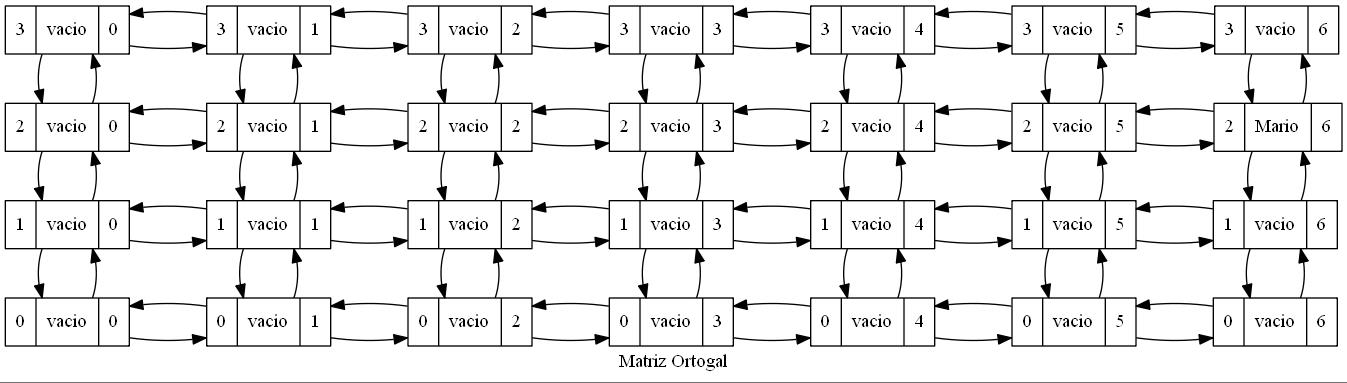 3 vacio 0 3 vacio 1 3 vacio 2 3 vacio 3 3 vacio 4 3 vacio 5 3 vacio 6
2 vacio 0 2 vacio 1 2 vacio 2 2 vacio 3 2 vacio 4 2 vacio 5 2 Mario 6
1 vacio 0 1 vacio 1 1 vacio 2 1 vacio 3 1 vacio 4 1 vacio 5 1 vacio 6
0 vacio 0 0 vacio 1 0 vacio 2 0 vacio 3 0 vacio 4 0 vacio 5 0 vacio 6
Matriz Ortogal